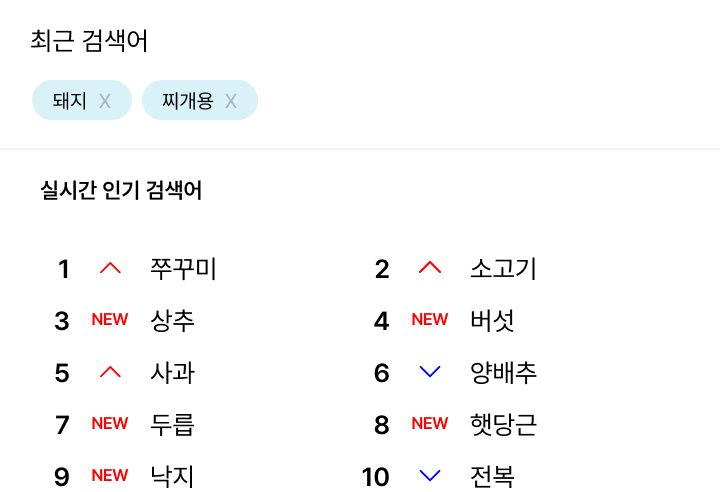 최근 검색어
돼지 X 찌개용 X
실시간 인기 검색어
1 쭈꾸미 2 소고기
3 NEW 상추 4 NEW 버섯
5 사과 6 양배추
7 NEW 두릅 8 NEW 햇당근
9 NEW 낙지 10 전복